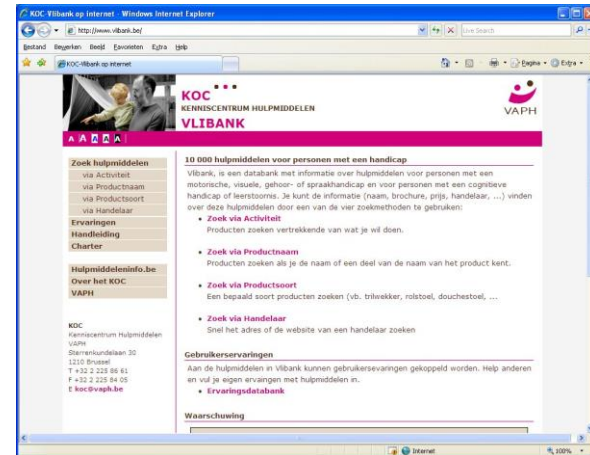 KOC-Vlibank op internet - Windows Internet Explorer
http://www.vlibank.be/
Live Search
Bestand Bewerken Beeld Favorieten Extra Help
KOC-Vlibank op internet
Pagina Extra
KOC
KENNISCENTRUM HULPMIDDELEN
VLIBANK
VAPH
A A A A A
Zoek hulpmiddelen
via Activiteit
via Productnaam
via Productsoort
via Handelaar
Ervaringen
Handleiding
Charter
Hulpmiddeleninfo.be
Over het KOC
VAPH
KOC
Kenniscentrum Hulpmiddelen
VAPH
Sterrenkundelaan 30
1210 Brussel
T +32 2 225 86 61
F +32 2 225 84 05
E koc@vaph.be
10 000 hulpmiddelen voor personen met een handicap
Vlibank, is een databank met informatie over hulpmiddelen voor personen met een
motorische, visuele, gehoor- of spraakhandicap en voor personen met een cognitieve
handicap of leerstoornis. Je kunt de informatie (naam, brochure, prijs, handelaar, ...) vinden
over deze hulpmiddelen door een van de vier zoekmethoden te gebruiken:
• Zoek via Activiteit
Producten zoeken vertrekkende van wat je wil doen.
• Zoek via Productnaam
Producten zoeken als je de naam of een deel van de naam van het product kent.
• Zoek via Productsoort
Een bepaald soort producten zoeken (vb. trilwekker, rolstoel, douchestoel, ...
• Zoek via Handelaar
Snel het adres of de website van een handelaar zoeken
Gebruikerservaringen
Aan de hulpmiddelen in Vlibank kunnen gebruikersevaringen gekoppeld worden. Help anderen
en vul je eigen ervaingen met hulpmiddelen in.
• Ervaringsdatabank
Waarschuwing
Internet
100%